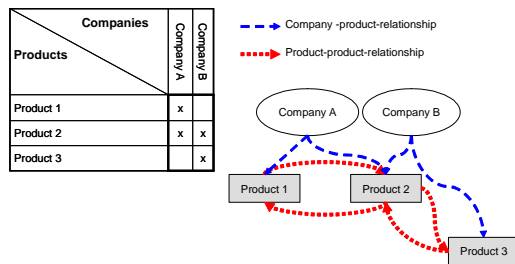 Companies
Products
Company A
Company B
Product 1
x
Product 2
x
x
Product 3
x
Company -product-relationship
Product-product-relationship
Company A
Company B
Product 1
Product 2
Product 3